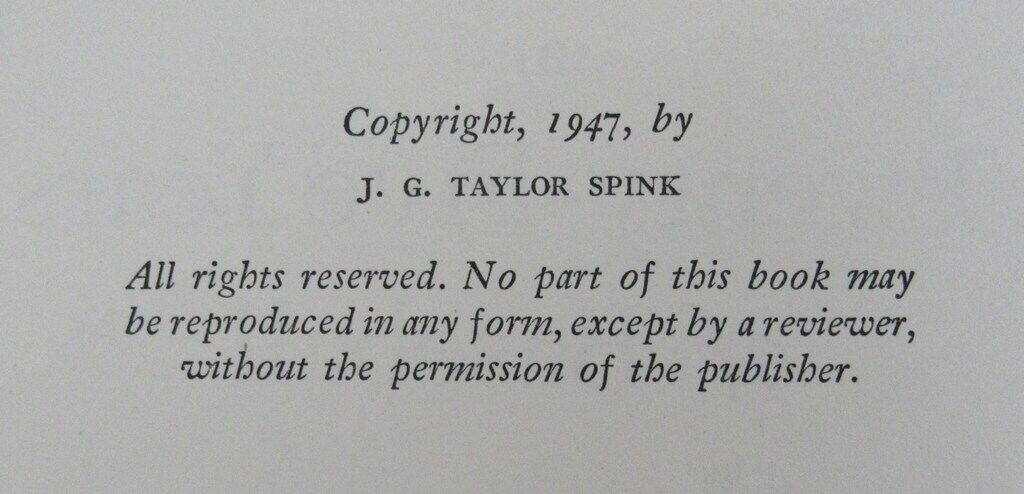 Copyright, 1947, by
J. G. TAYLOR SPINK
All rights reserved. No part of this book may
be reproduced in any form, except by a reviewer,
without the permission of the publisher.